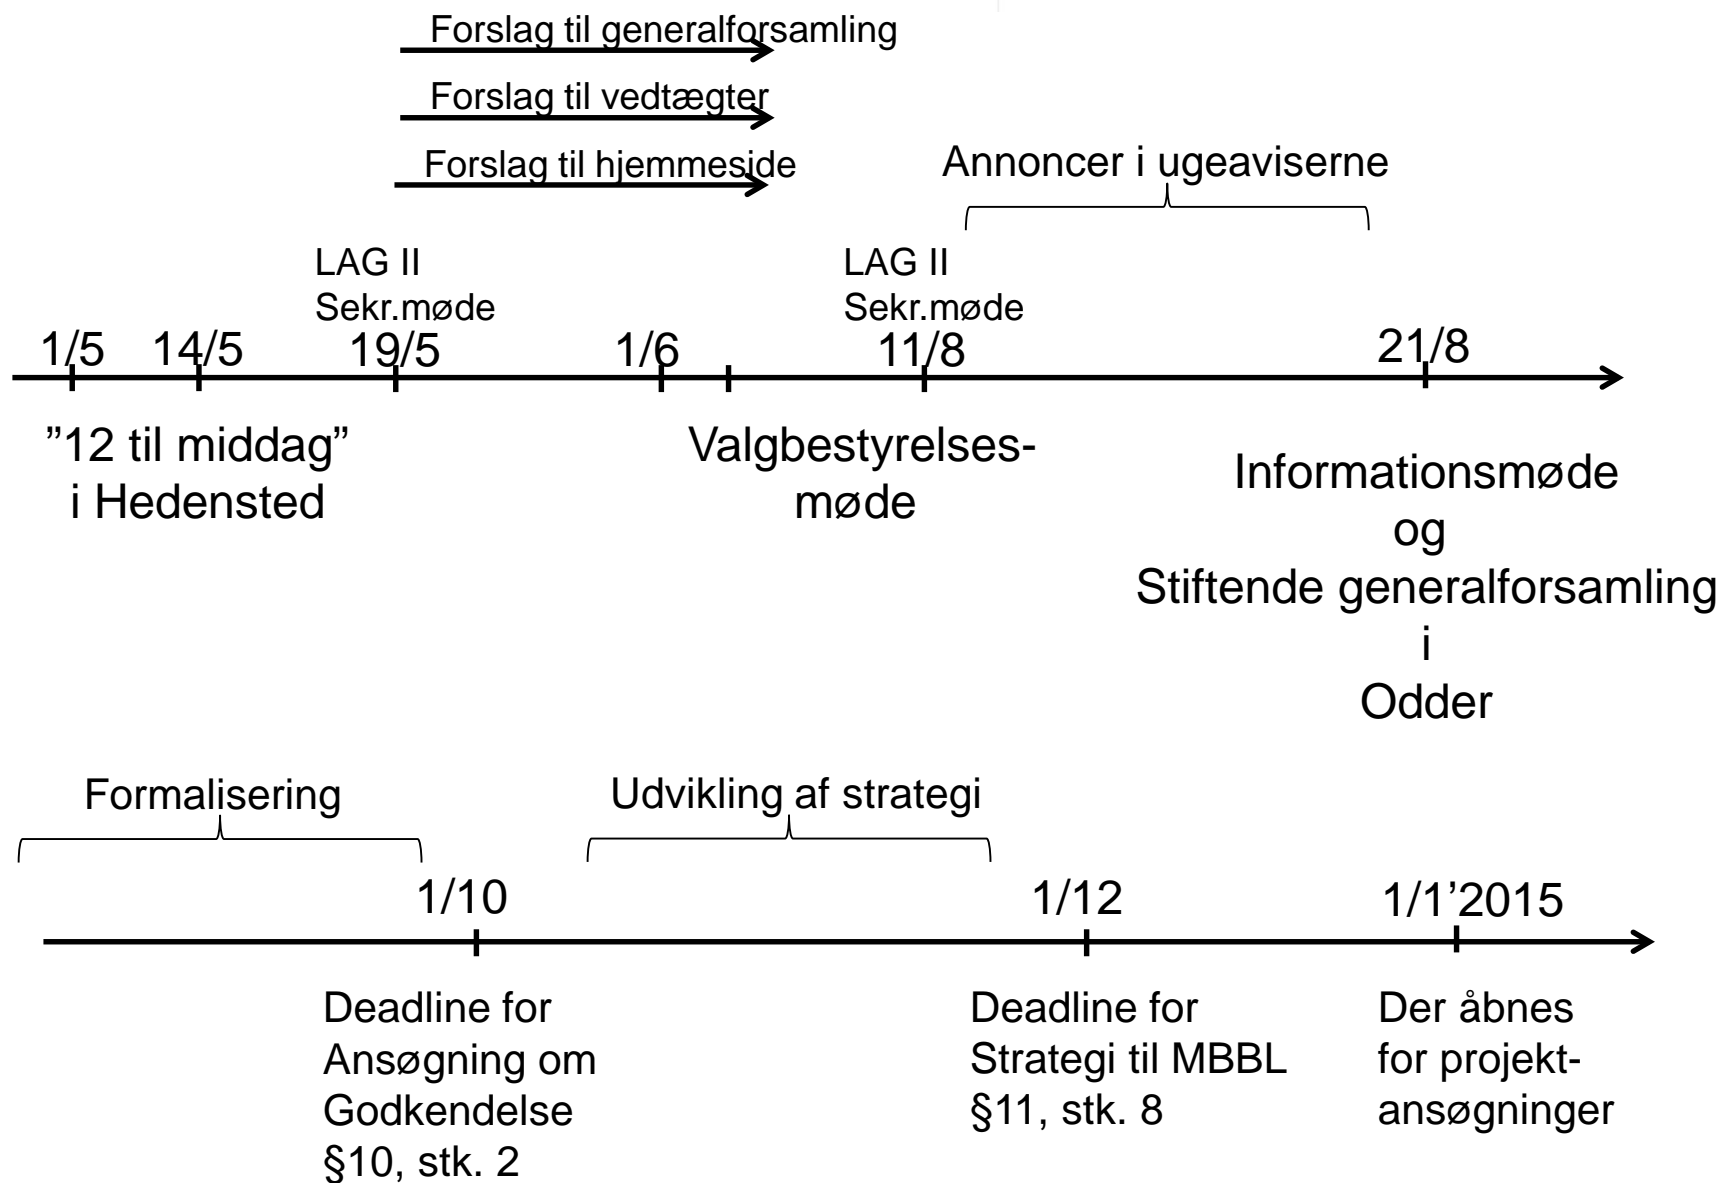 Forslag til generalforsamling
Forslag til vedtægter
Forslag til hjemmeside
Annoncer i ugeaviserne
LAG II
Sekr.møde
LAG II
Sekr.møde
1/5
14/5
19/5
1/6
11/8
21/8
”12 til middag”
i Hedensted
Valgbestyrelses-
møde
Informationsmøde
og
Stiftende generalforsamling
i
Odder
Formalisering
Udvikling af strategi
1/10
1/12
1/1’2015
Deadline for
Ansøgning om
Godkendelse
§10, stk. 2
Deadline for
Strategi til MBBL
§11, stk. 8
Der åbnes
for projekt-
ansøgninger